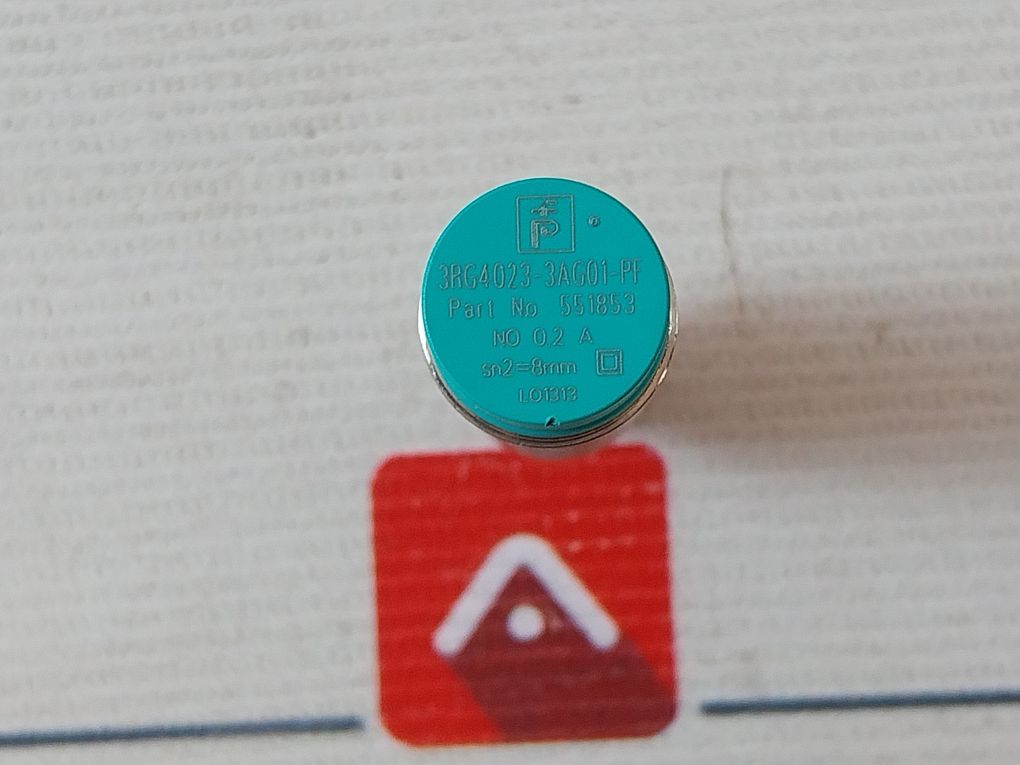 3RG4023-3AG01-PF
Part No 551853
NO 0.2 A
sn2=8mm
LO1313